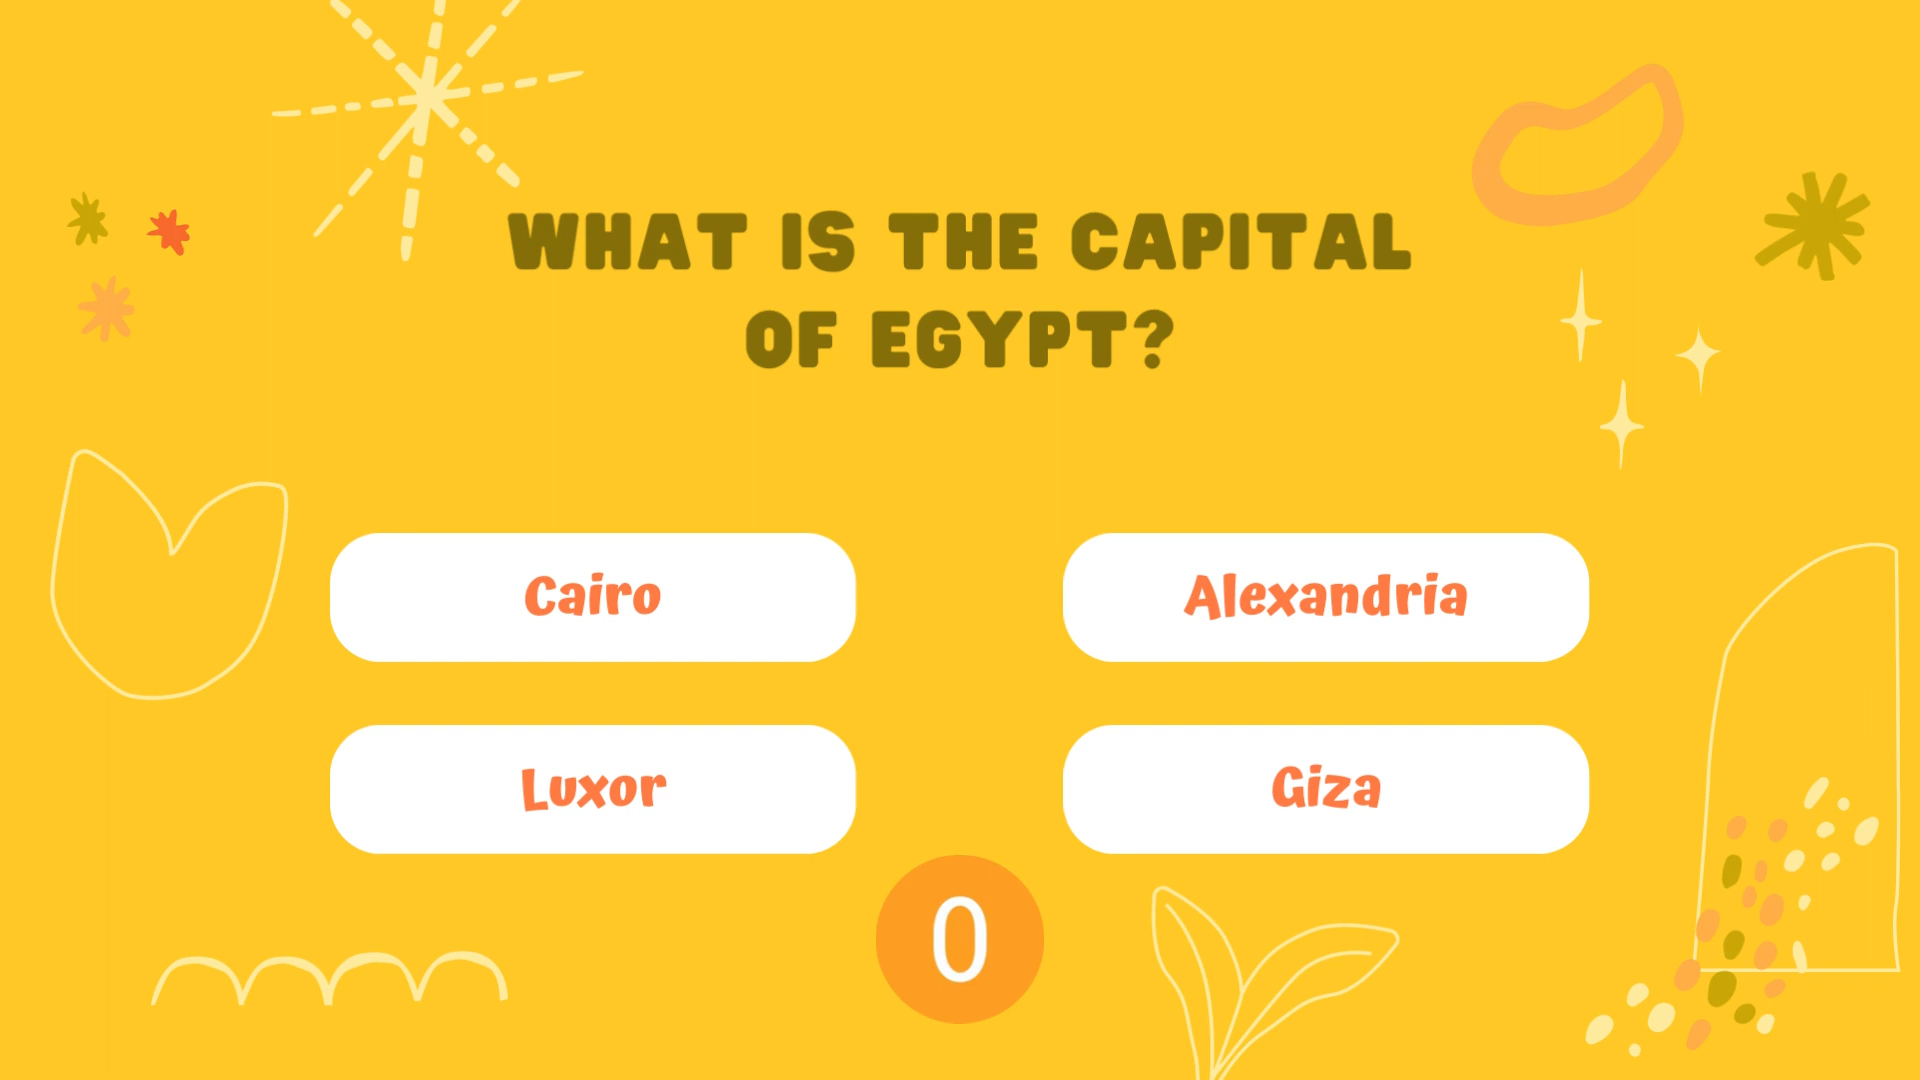 WHAT IS THE CAPITAL
OF EGYPT?
Cairo
Alexandria
Luxor
Giza
0